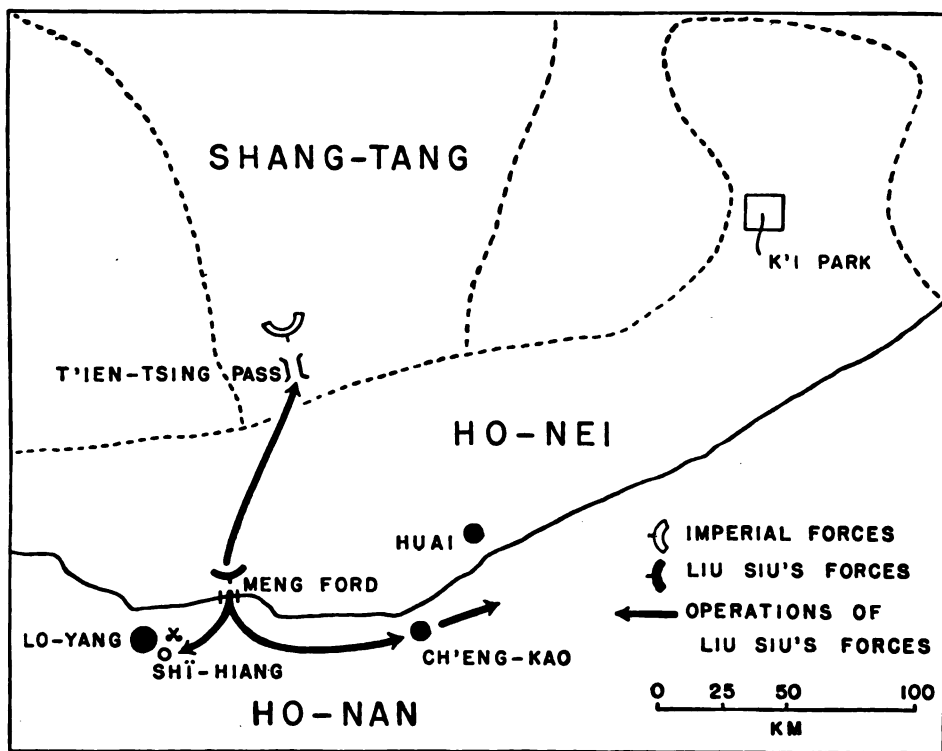 SHANG-TANG
K'I PARK
T'IEN-TSING PASS
HO-NEI
HUAI
IMPERIAL FORCES
MENG FORD
LIU SIU'S FORCES
OPERATIONS OF
LIU SIU'S FORCES
LO-YANG
SHÏ-HIANG
CH'ENG-KAO
HO-NAN
0 25 50 100
KM